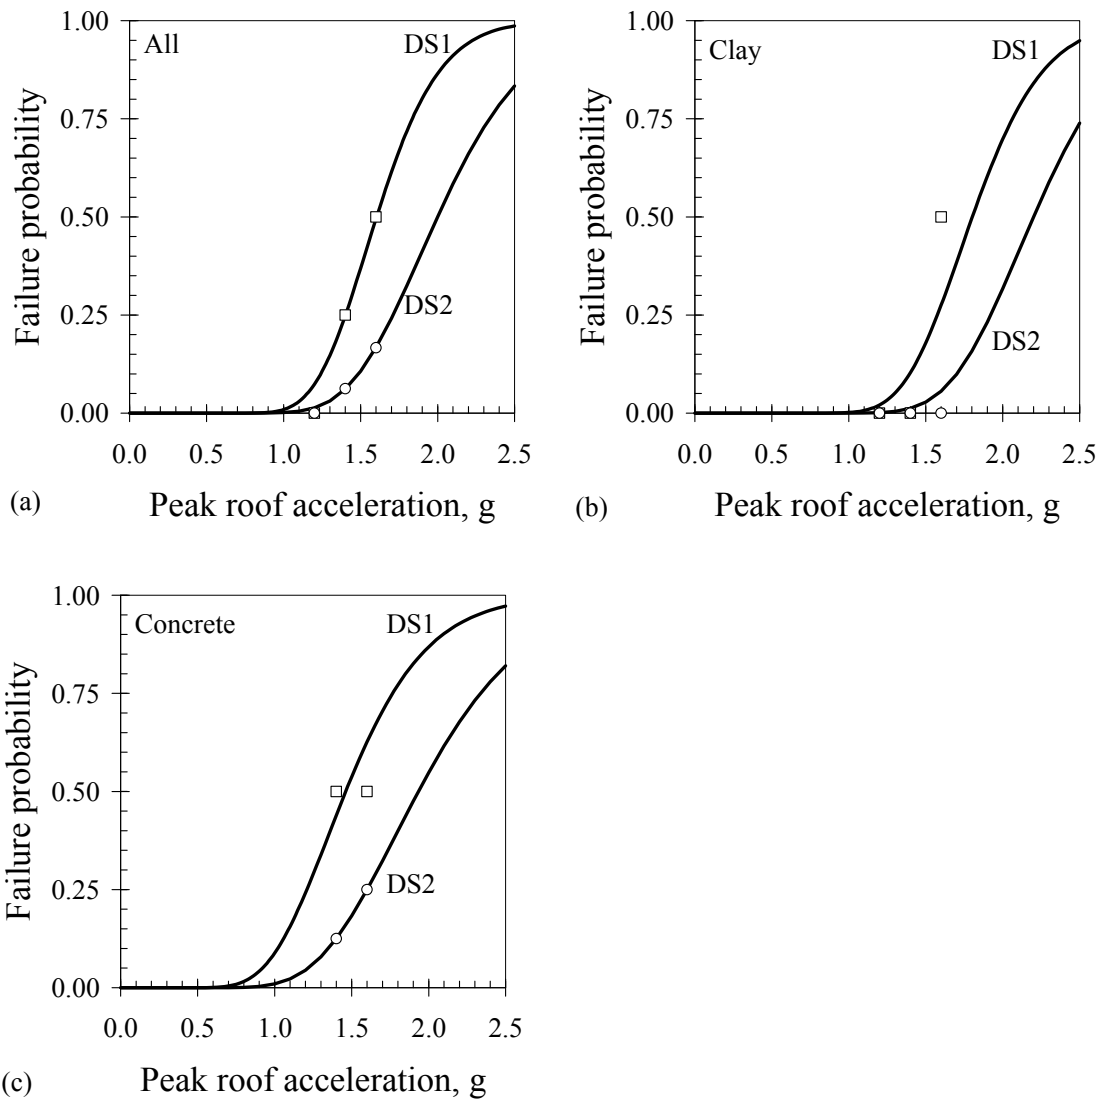 1.00
All
DS1
0.75
Failure probability
0.50
0.25
DS2
0.00
0.0 0.5 1.0 1.5 2.0 2.5
(a) Peak roof acceleration, g
1.00
Clay
DS1
0.75
Failure probability
0.50
0.25
DS2
0.00
0.0 0.5 1.0 1.5 2.0 2.5
(b) Peak roof acceleration, g
1.00
Concrete
DS1
0.75
Failure probability
0.50
0.25
DS2
0.00
0.0 0.5 1.0 1.5 2.0 2.5
(c) Peak roof acceleration, g